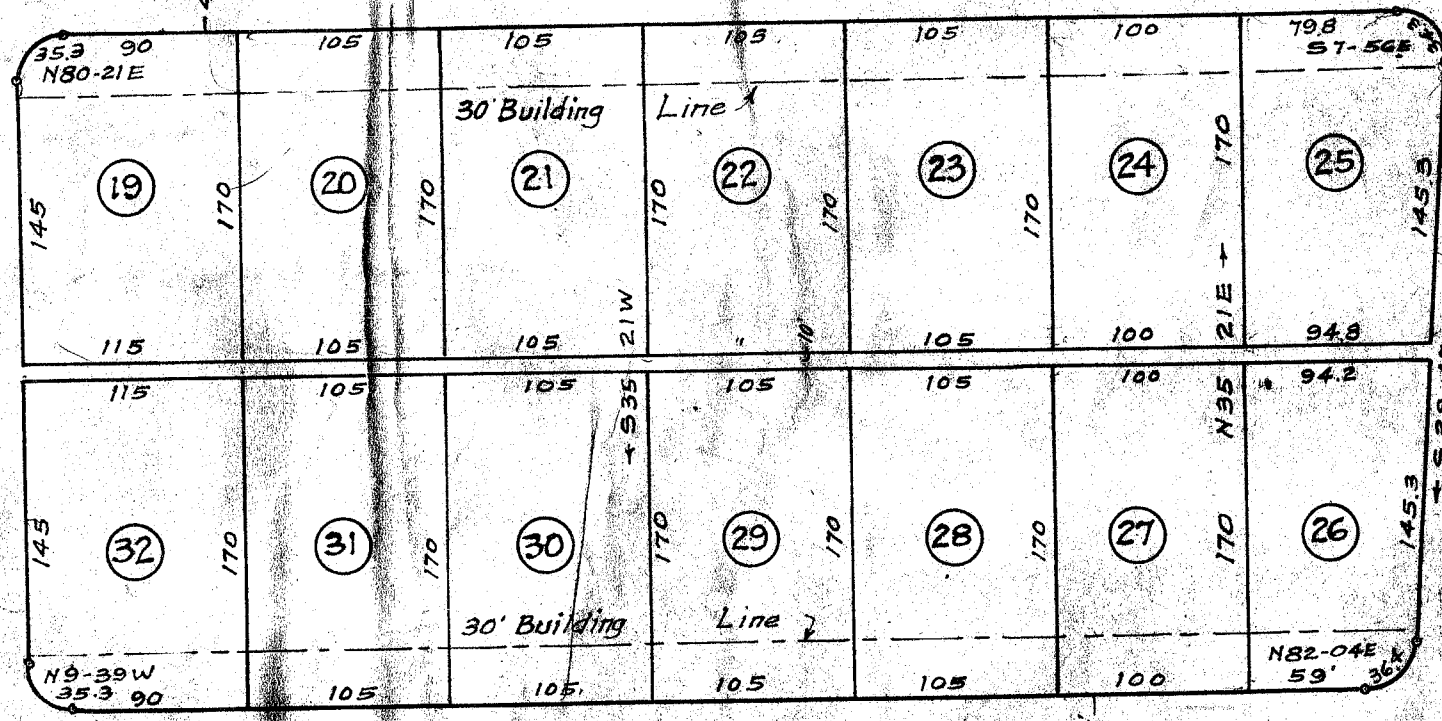 35.3 90 105 105 105 105 100 79.8
N80-21E S7-56E
30' Building Line
170
19 20 21 22 23 24 25
145 170 170 170 170 170 145.5
21W 21E
10'
115 105 105 " 105 100 94.8
115 105 105 105 105 100 94.2
S35 N35
145.3
32 31 30 29 28 27 26
145 170 170 170 170 170 170
30' Building Line
N9-39W N82-04E
35.3 90 105 105 105 105 100 59'